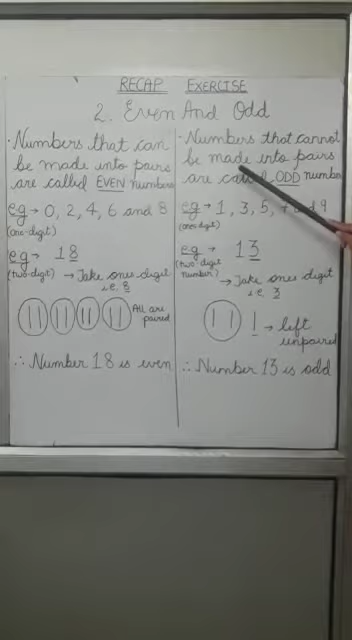 RECAP EXERCISE
2. Even And Odd
· Numbers that can
be made into pairs
are called EVEN numbers
eg → 0, 2, 4, 6 and 8
(one-digit)
eg → 18
(two-digit) → Take ones digit
i.e. 8
All are
paired
∴ Number 18 is even
· Numbers that cannot
be made into pairs
are called ODD number
eg → 1, 3, 5, and 9
(one digit)
eg → 13
(two-digit
number) → Take ones digit
i.e. 3
→ left
unpaired
∴ Number 13 is odd